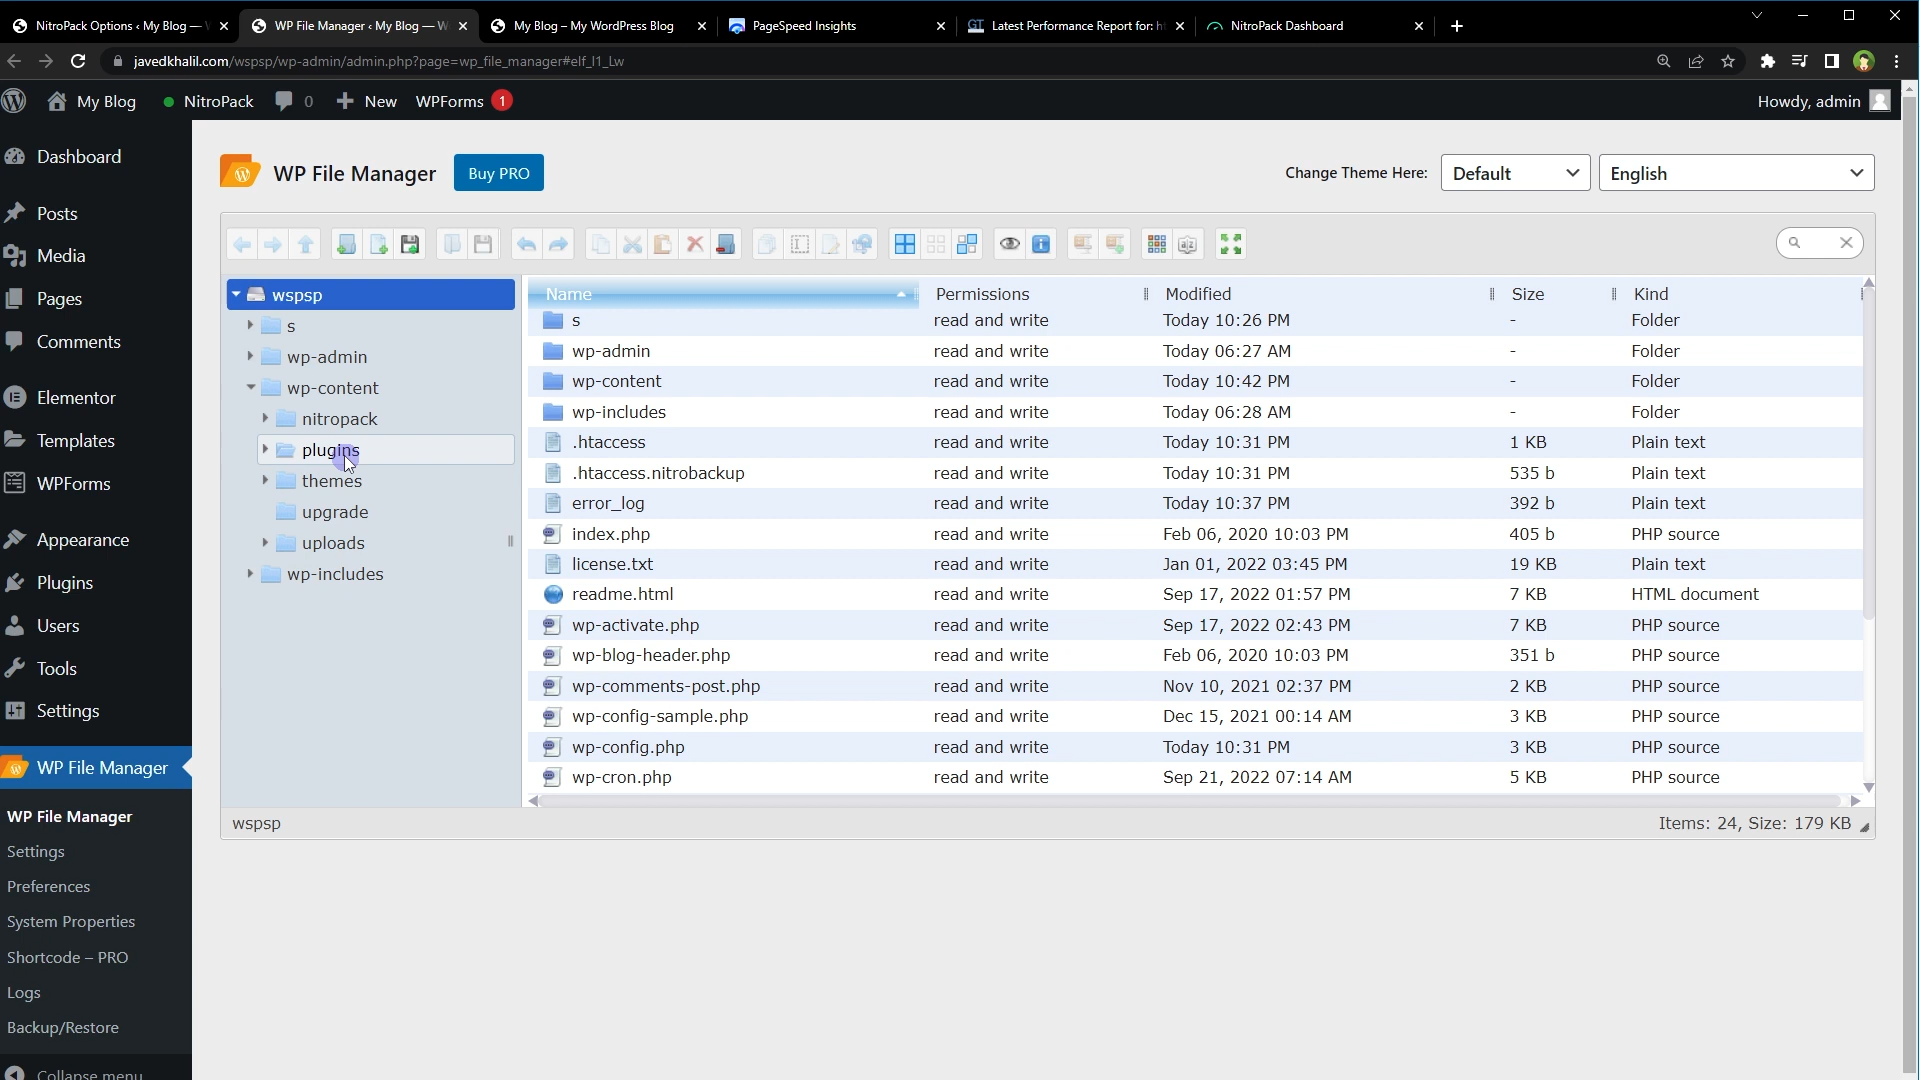 NitroPack Options ‹ My Blog —
WP File Manager ‹ My Blog — W
My Blog – My WordPress Blog
PageSpeed Insights
Latest Performance Report for: h
NitroPack Dashboard
javedkhalil.com/wspsp/wp-admin/admin.php?page=wp_file_manager#elf_l1_Lw
My Blog
NitroPack
0
New
WPForms 1
Howdy, admin
Dashboard
Posts
Media
Pages
Comments
Elementor
Templates
WPForms
Appearance
Plugins
Users
Tools
Settings
WP File Manager
WP File Manager
Settings
Preferences
System Properties
Shortcode – PRO
Logs
Backup/Restore
Collapse menu
WP File Manager
Buy PRO
Change Theme Here:
Default
English
wspsp
s
wp-admin
wp-content
nitropack
plugins
themes
upgrade
uploads
wp-includes
Name Permissions Modified Size Kind
s read and write Today 10:26 PM - Folder
wp-admin read and write Today 06:27 AM - Folder
wp-content read and write Today 10:42 PM - Folder
wp-includes read and write Today 06:28 AM - Folder
.htaccess read and write Today 10:31 PM 1 KB Plain text
.htaccess.nitrobackup read and write Today 10:31 PM 535 b Plain text
error_log read and write Today 10:37 PM 392 b Plain text
index.php read and write Feb 06, 2020 10:03 PM 405 b PHP source
license.txt read and write Jan 01, 2022 03:45 PM 19 KB Plain text
readme.html read and write Sep 17, 2022 01:57 PM 7 KB HTML document
wp-activate.php read and write Sep 17, 2022 02:43 PM 7 KB PHP source
wp-blog-header.php read and write Feb 06, 2020 10:03 PM 351 b PHP source
wp-comments-post.php read and write Nov 10, 2021 02:37 PM 2 KB PHP source
wp-config-sample.php read and write Dec 15, 2021 00:14 AM 3 KB PHP source
wp-config.php read and write Today 10:31 PM 3 KB PHP source
wp-cron.php read and write Sep 21, 2022 07:14 AM 5 KB PHP source
wspsp
Items: 24, Size: 179 KB